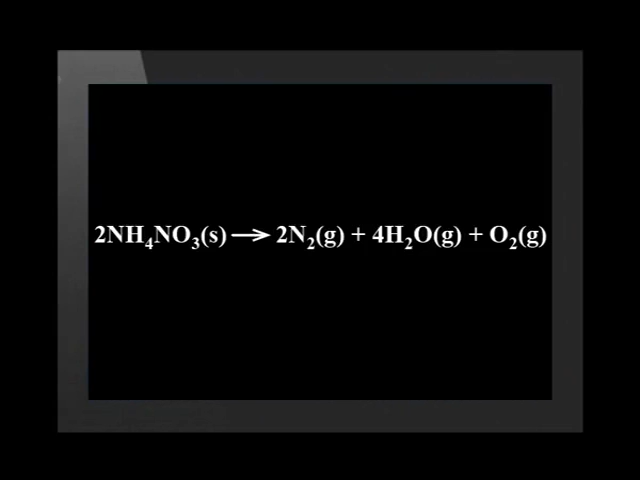 2NH₄NO₃(s) → 2N₂(g) + 4H₂O(g) + O₂(g)